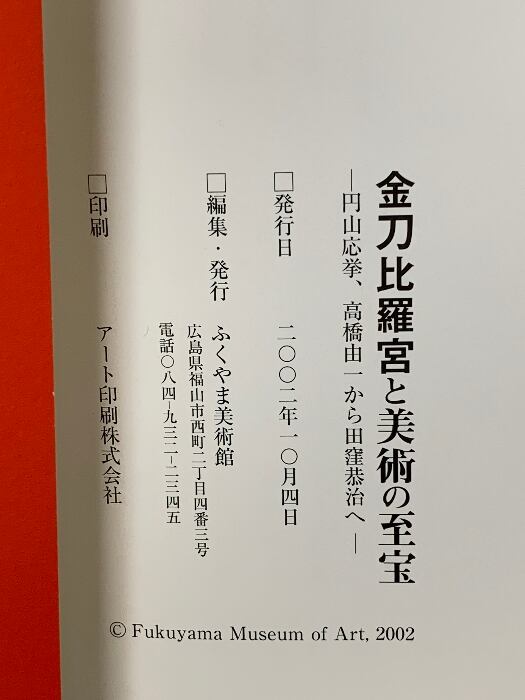 金刀比羅宮と美術の至宝
―円山応挙、高橋由一から田窪恭治へ―
□発行日 二〇〇二年一〇月四日
□編集・発行 ふくやま美術館
広島県福山市西町二丁目四番三号
電話〇八四−九三二−二三四五
□印刷 アート印刷株式会社
© Fukuyama Museum of Art, 2002